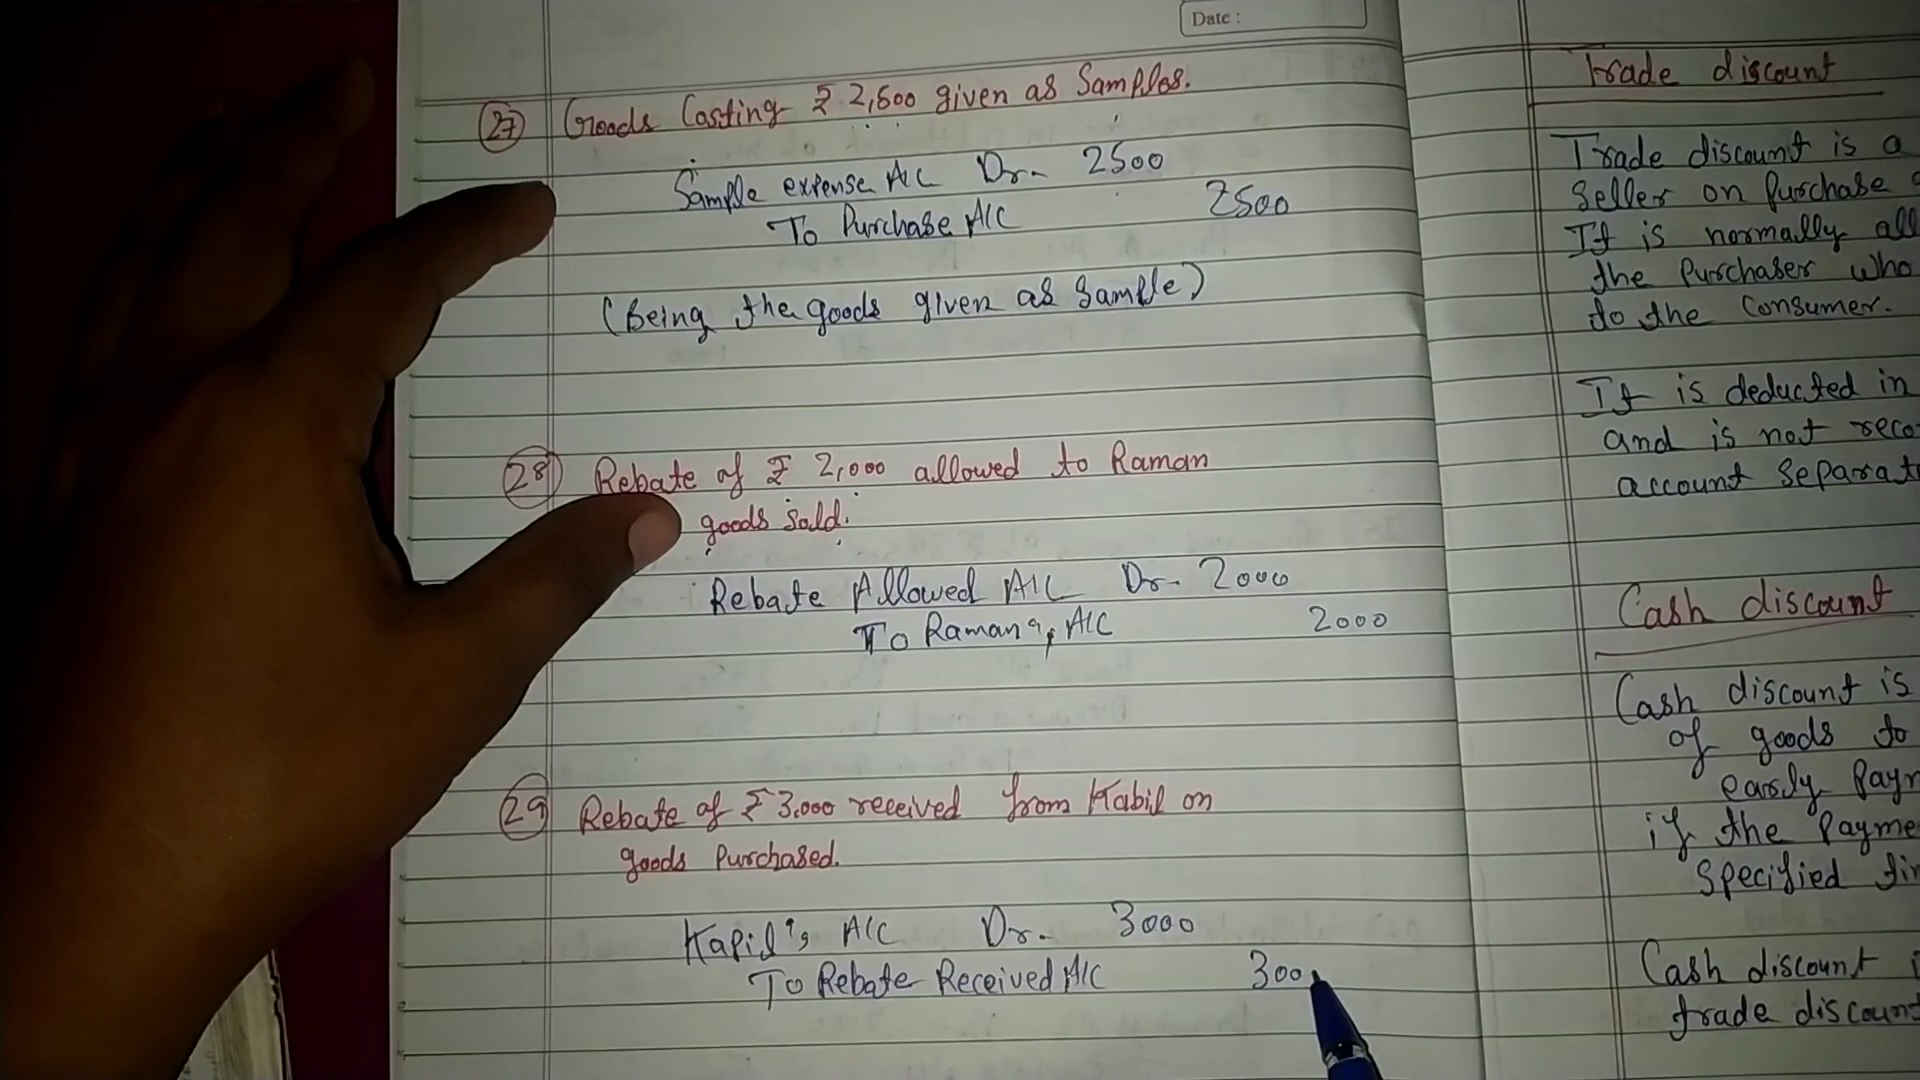 Date :
27 Goods Costing ₹ 2,500 given as Samples.
Sample expense A/C Dr. 2500
To Purchase A/C 2500
(Being the goods given as Sample)
28 Rebate of ₹ 2,000 allowed to Raman
goods sold.
Rebate Allowed A/C Dr. 2000
To Raman's A/C 2000
29 Rebate of ₹ 3,000 received from Kabil on
goods Purchased.
Kapil's A/C Dr. 3000
To Rebate Received A/C 300
Trade discount
Trade discount is a
Seller on Purchase
It is normally all
the Purchaser who
to the Consumer.
It is deducted in
and is not reco
account Separat
Cash discount
Cash discount is
of goods to
early Paym
if the Payme
Specified tim
Cash discount
trade discount